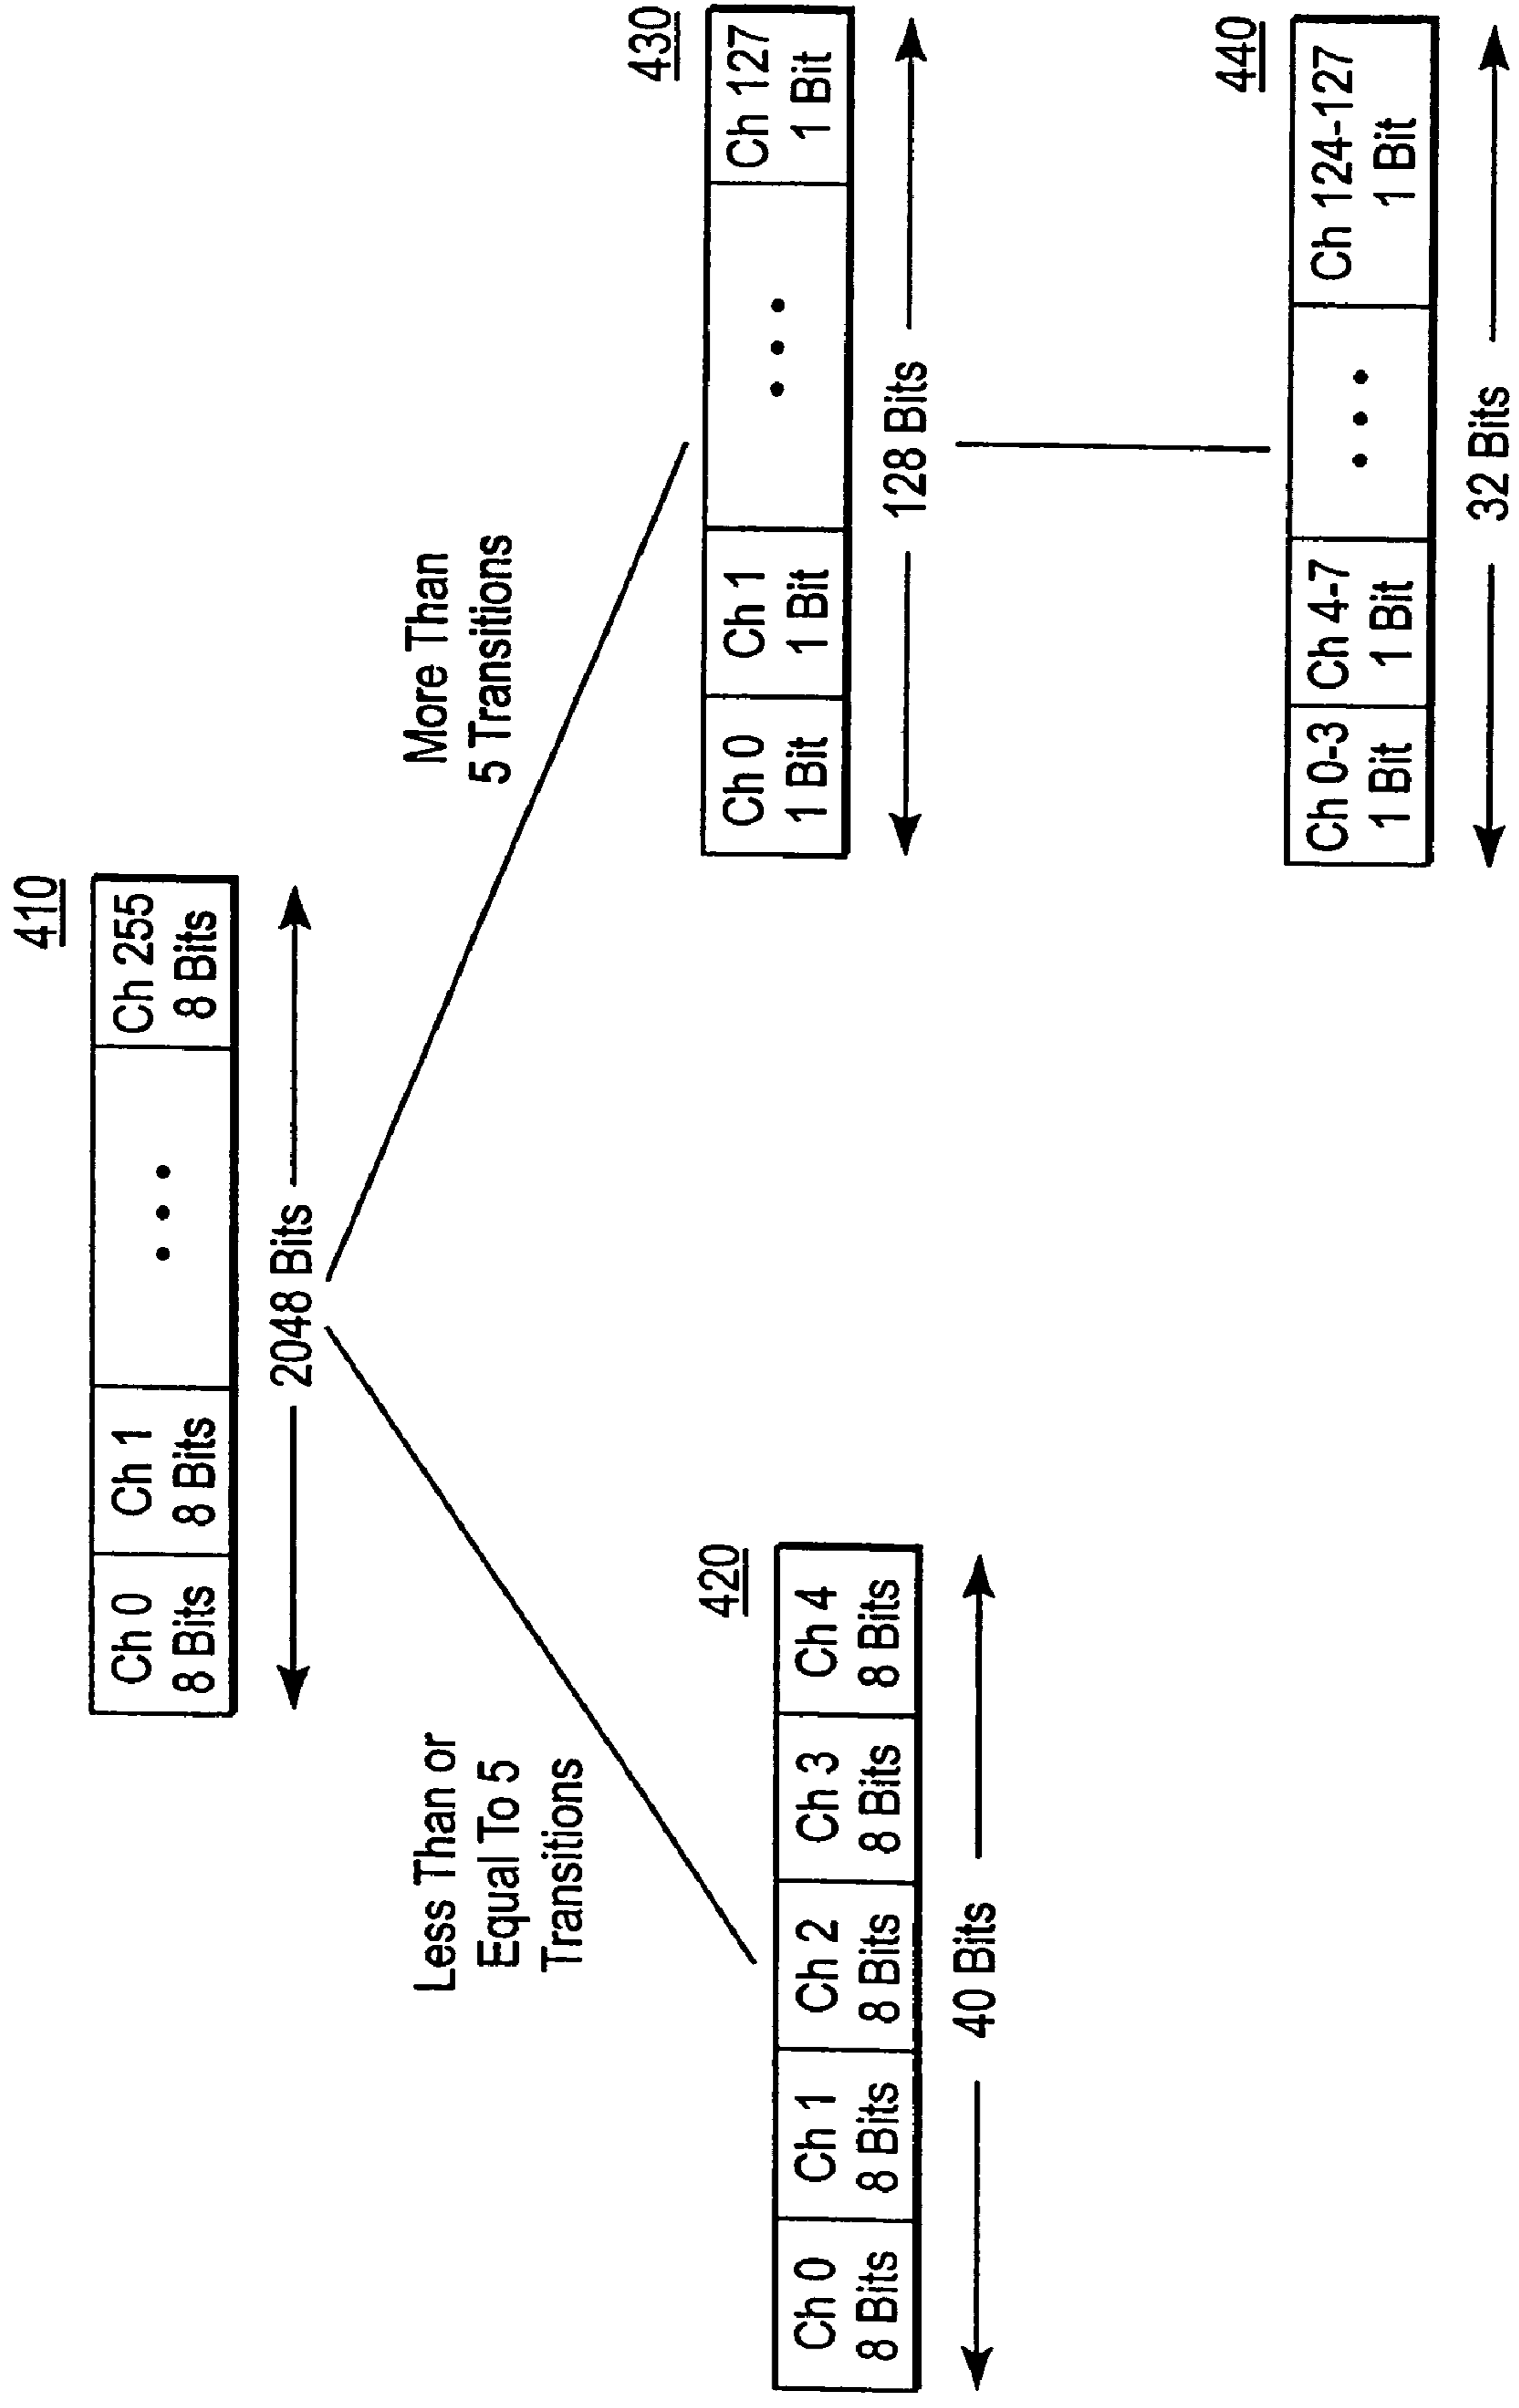 410
Ch 0
8 Bits
Ch 1
8 Bits
• • •
Ch 255
8 Bits
2048 Bits
Less Than or
Equal To 5
Transitions
More Than
5 Transitions
420
Ch 0
8 Bits
Ch 1
8 Bits
Ch 2
8 Bits
Ch 3
8 Bits
Ch 4
8 Bits
40 Bits
430
Ch 0
1 Bit
Ch 1
1 Bit
• • •
Ch 127
1 Bit
128 Bits
440
Ch 0-3
1 Bit
Ch 4-7
1 Bit
• • •
Ch 124-127
1 Bit
32 Bits